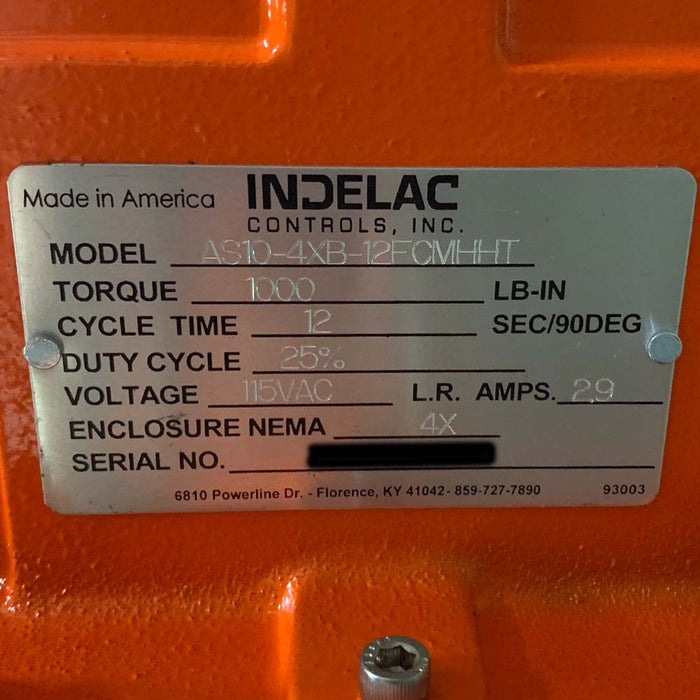 Made in America INDELAC
CONTROLS, INC.
MODEL AS10-4XB-12FCMHHT
TORQUE 1000 LB-IN
CYCLE TIME 12 SEC/90DEG
DUTY CYCLE 25%
VOLTAGE 115VAC L.R. AMPS. 2.9
ENCLOSURE NEMA 4X
SERIAL NO.
6810 Powerline Dr. - Florence, KY 41042 - 859-727-7890 93003